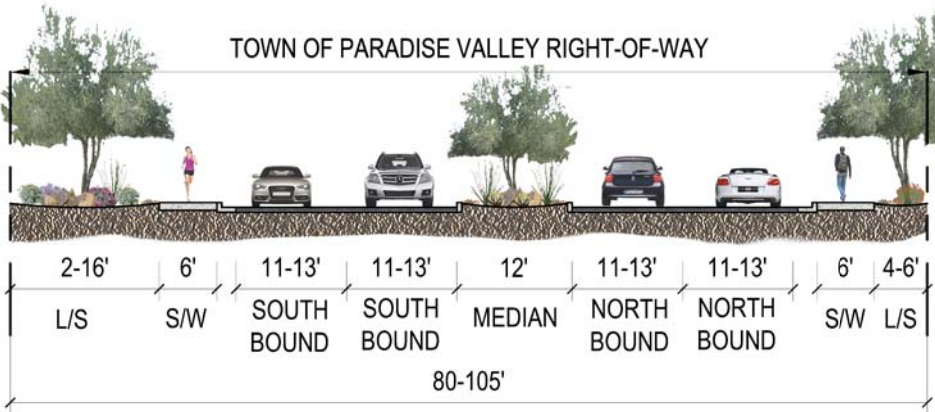 TOWN OF PARADISE VALLEY RIGHT-OF-WAY
2-16' 6' 11-13' 11-13' 12' 11-13' 11-13' 6' 4-6'
L/S S/W SOUTH BOUND SOUTH BOUND MEDIAN NORTH BOUND NORTH BOUND S/W L/S
80-105'